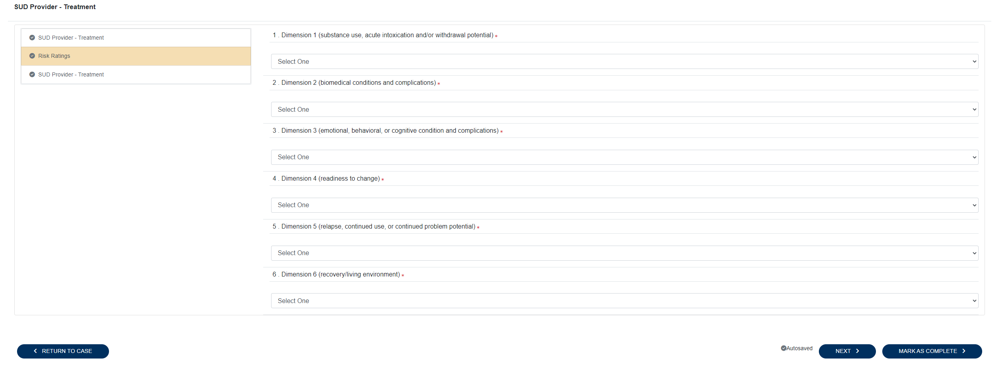 SUD Provider - Treatment
SUD Provider - Treatment
Risk Ratings
SUD Provider - Treatment
1 . Dimension 1 (substance use, acute intoxication and/or withdrawal potential) *
Select One
2 . Dimension 2 (biomedical conditions and complications) *
Select One
3 . Dimension 3 (emotional, behavioral, or cognitive condition and complications) *
Select One
4 . Dimension 4 (readiness to change) *
Select One
5 . Dimension 5 (relapse, continued use, or continued problem potential) *
Select One
6 . Dimension 6 (recovery/living environment) *
Select One
RETURN TO CASE
Autosaved
NEXT
MARK AS COMPLETE